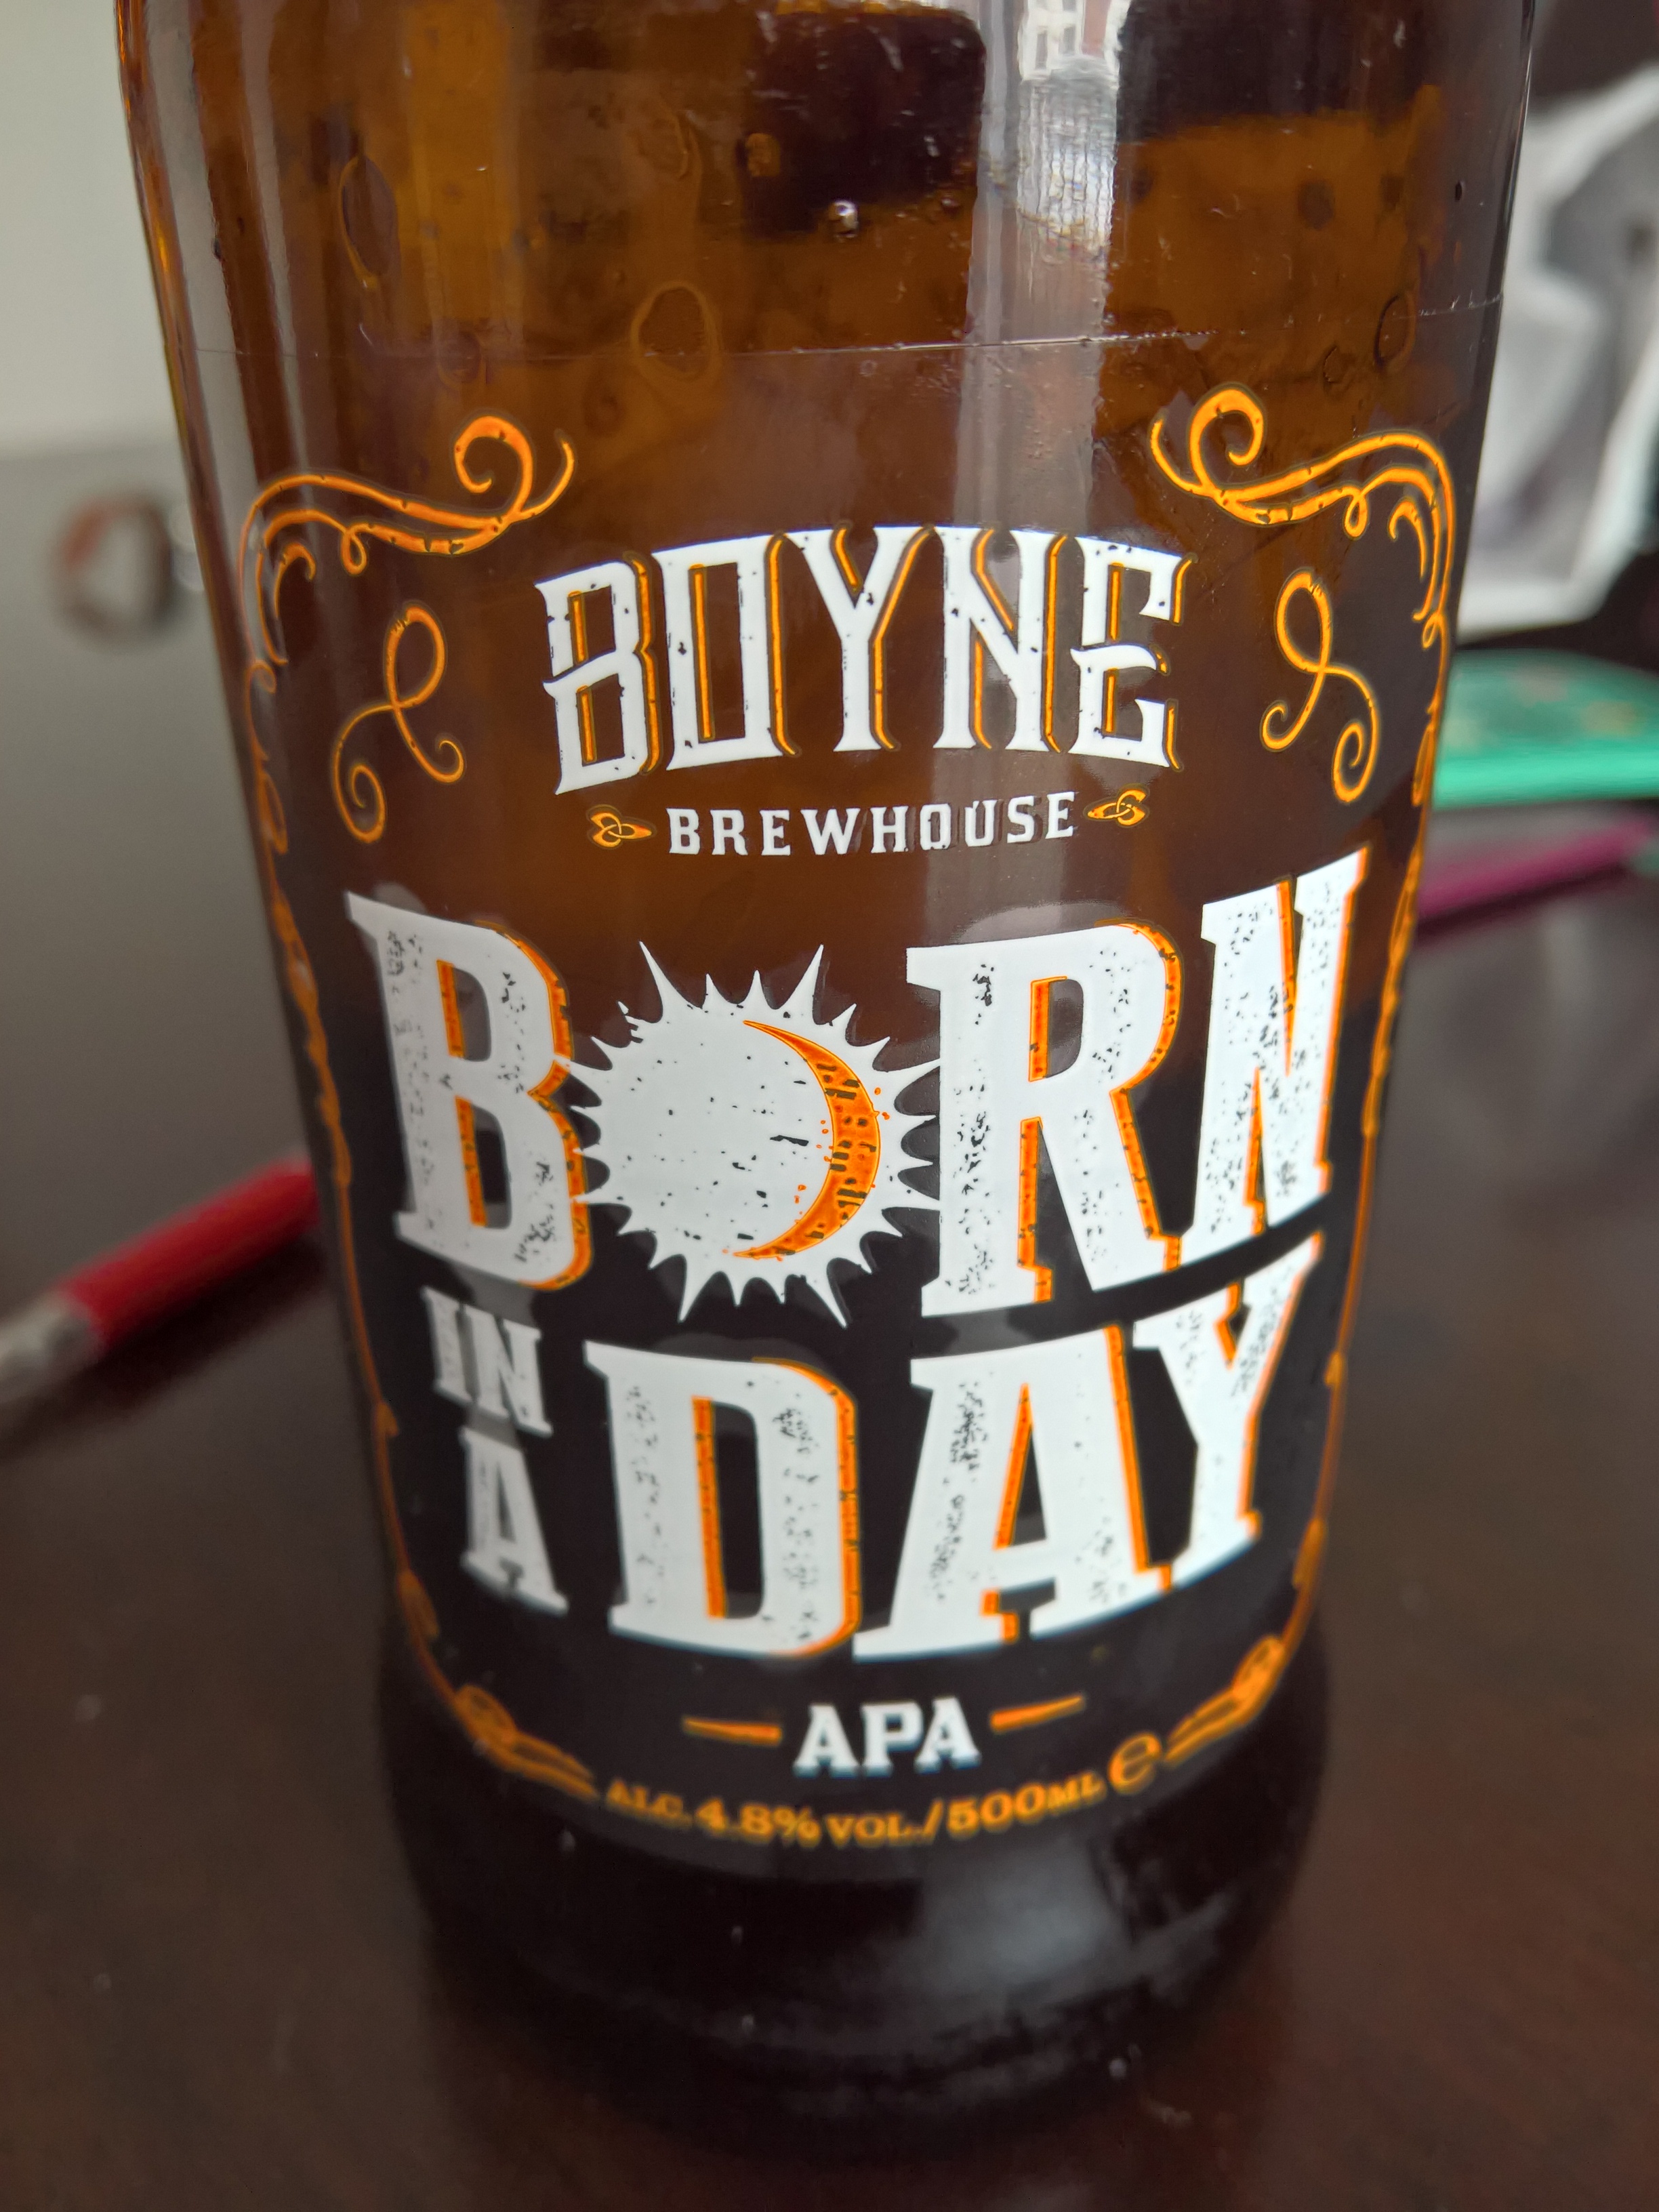 BOYNE
BREWHOUSE
BORN
IN
A
DAY
APA
ALC. 4.8% VOL./500ML e